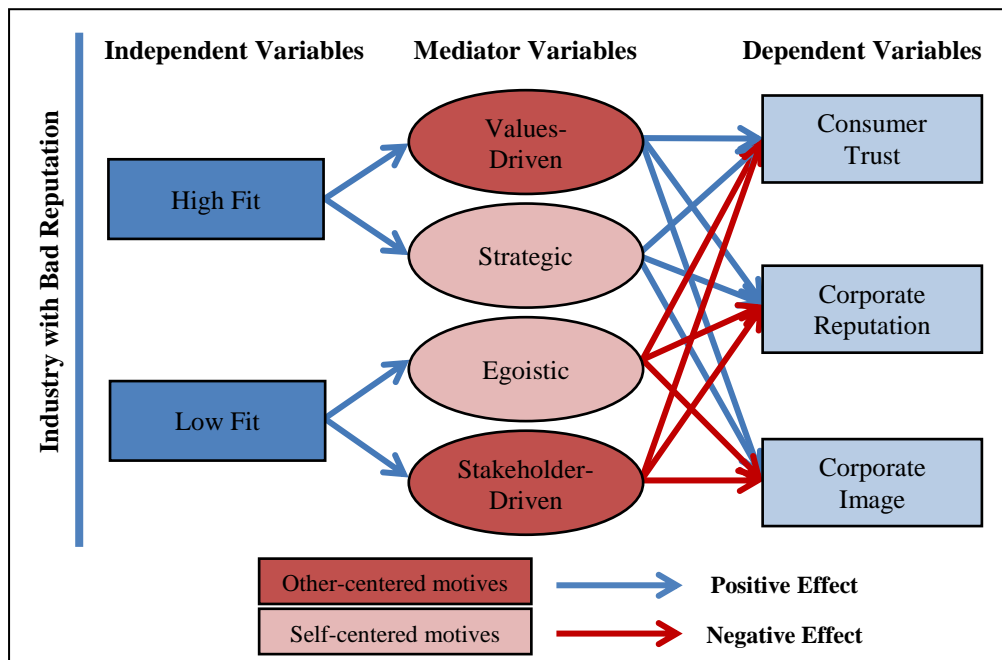 Independent Variables
Mediator Variables
Dependent Variables
Industry with Bad Reputation
High Fit
Low Fit
Values-
Driven
Strategic
Egoistic
Stakeholder-
Driven
Consumer
Trust
Corporate
Reputation
Corporate
Image
Other-centered motives
Positive Effect
Self-centered motives
Negative Effect